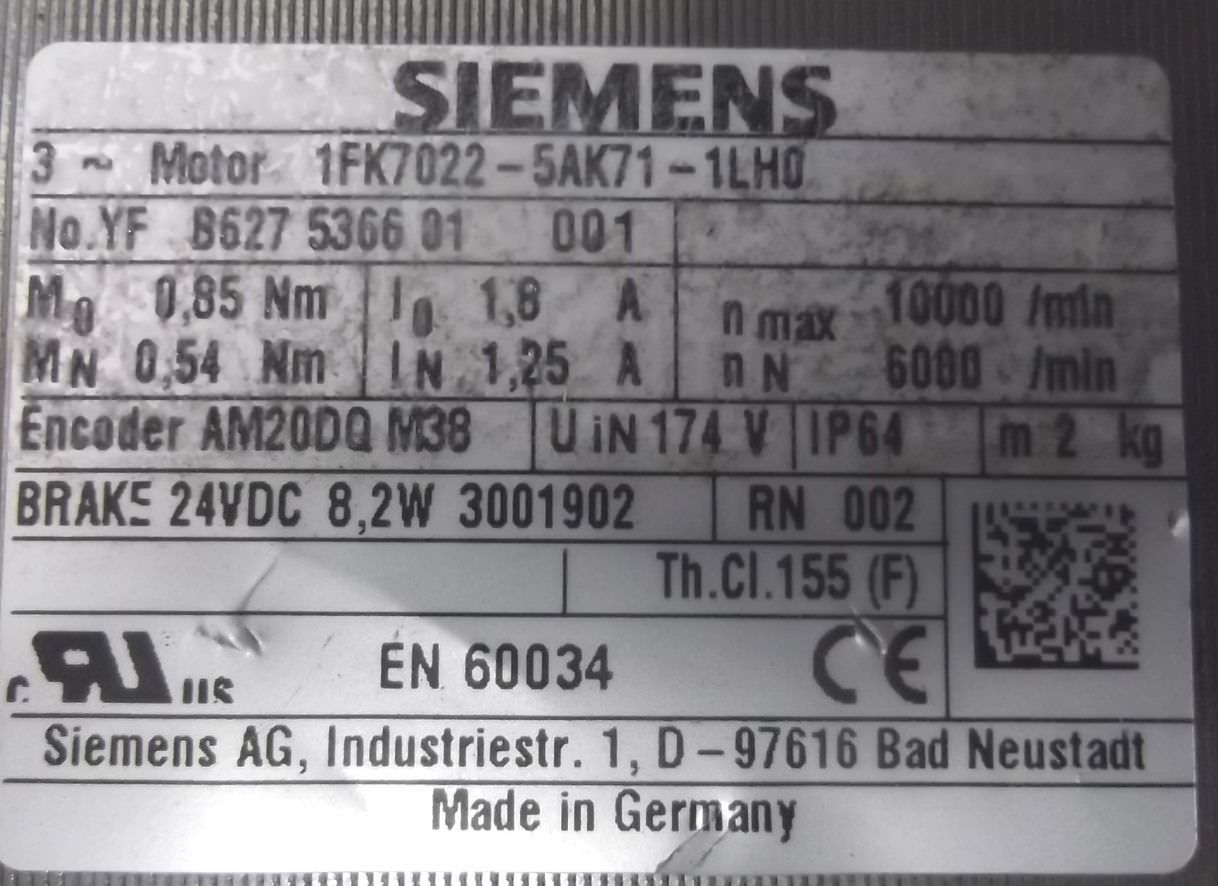 SIEMENS
3 ~ Motor 1FK7022-5AK71-1LH0
No.YF B627 5366 01 001
M0 0,85 Nm I0 1,8 A n max 10000 /min
MN 0,54 Nm IN 1,25 A n N 6000 /min
Encoder AM20DQ M38 U iN 174 V IP64 m 2 kg
BRAKE 24VDC 8,2W 3001902 RN 002
Th.Cl.155 (F)
c RU us EN 60034 CE
Siemens AG, Industriestr. 1, D-97616 Bad Neustadt
Made in Germany